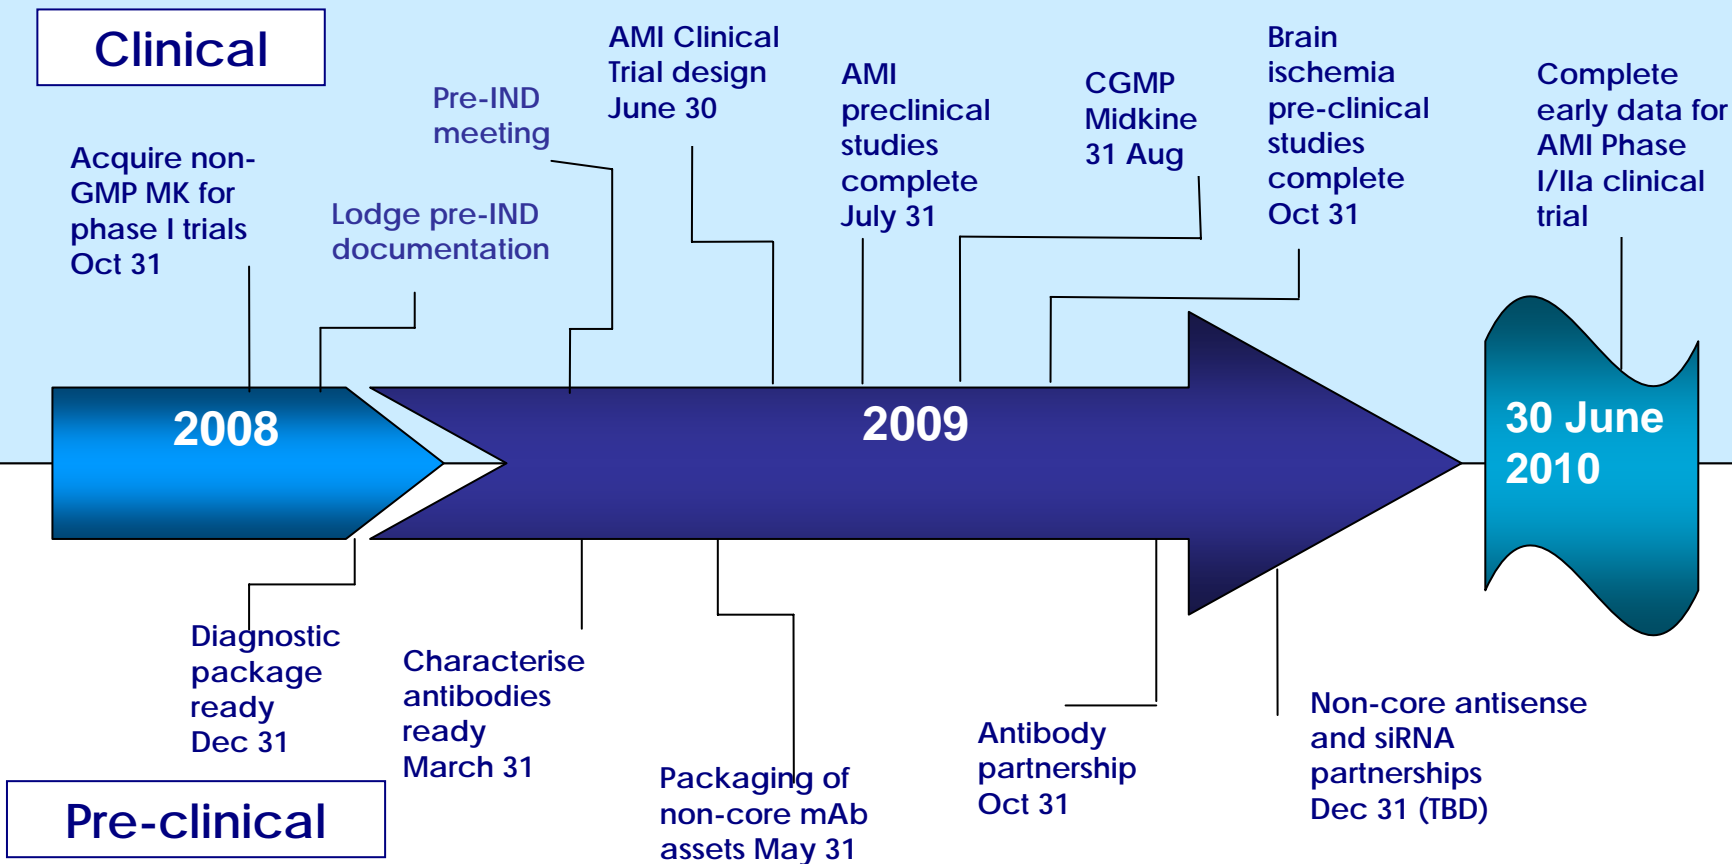 Clinical
Acquire non-
GMP MK for
phase I trials
Oct 31
Lodge pre-IND
documentation
Pre-IND
meeting
AMI Clinical
Trial design
June 30
AMI
preclinical
studies
complete
July 31
CGMP
Midkine
31 Aug
Brain
ischemia
pre-clinical
studies
complete
Oct 31
Complete
early data for
AMI Phase
I/IIa clinical
trial
2008
2009
30 June
2010
Diagnostic
package
ready
Dec 31
Characterise
antibodies
ready
March 31
Packaging of
non-core mAb
assets May 31
Antibody
partnership
Oct 31
Non-core antisense
and siRNA
partnerships
Dec 31 (TBD)
Pre-clinical